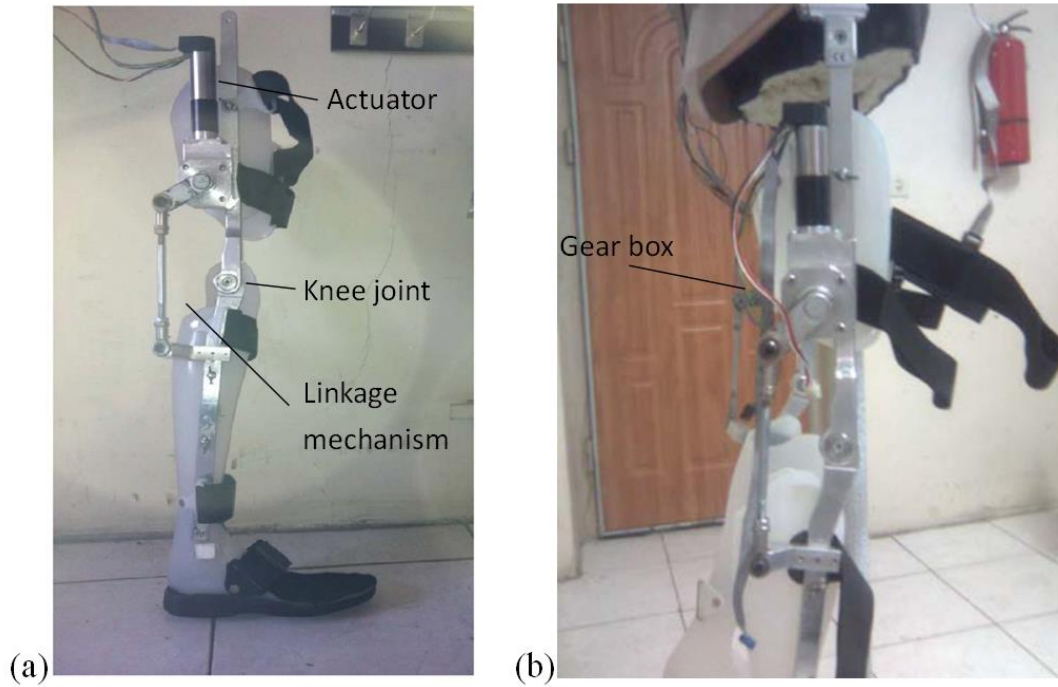 Actuator
Knee joint
Linkage
mechanism
Gear box
(a)
(b)